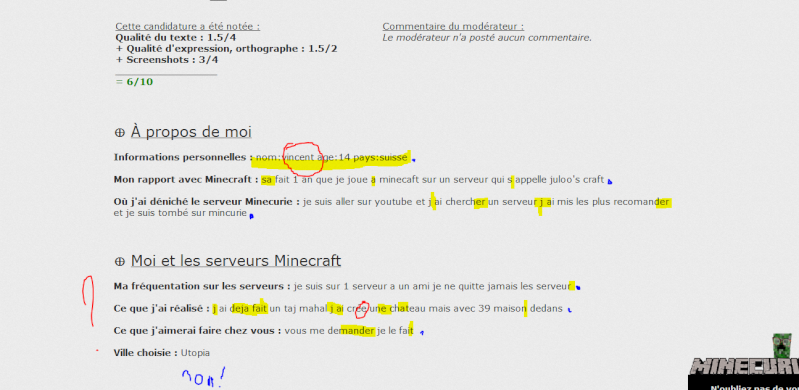 Cette candidature a été notée :
Commentaire du modérateur :
Qualité du texte : 1.5/4
Le modérateur n'a posté aucun commentaire.
+ Qualité d'expression, orthographe : 1.5/2
+ Screenshots : 3/4
= 6/10
À propos de moi
Informations personnelles : nom:vincent age:14 pays:suisse
Mon rapport avec Minecraft : sa fait 1 an que je joue a minecaft sur un serveur qui s appelle juloo's craft
Où j'ai déniché le serveur Minecurie : je suis aller sur youtube et j ai chercher un serveur j ai mis les plus recomander
et je suis tombé sur mincurie
Moi et les serveurs Minecraft
Ma fréquentation sur les serveurs : je suis sur 1 serveur a un ami je ne quitte jamais les serveur
Ce que j'ai réalisé : j ai deja fait un taj mahal j ai crée une chateau mais avec 39 maison dedans
Ce que j'aimerai faire chez vous : vous me demander je le fait
Ville choisie : Utopia
non!
MINECURI
N'oubliez pas de vo